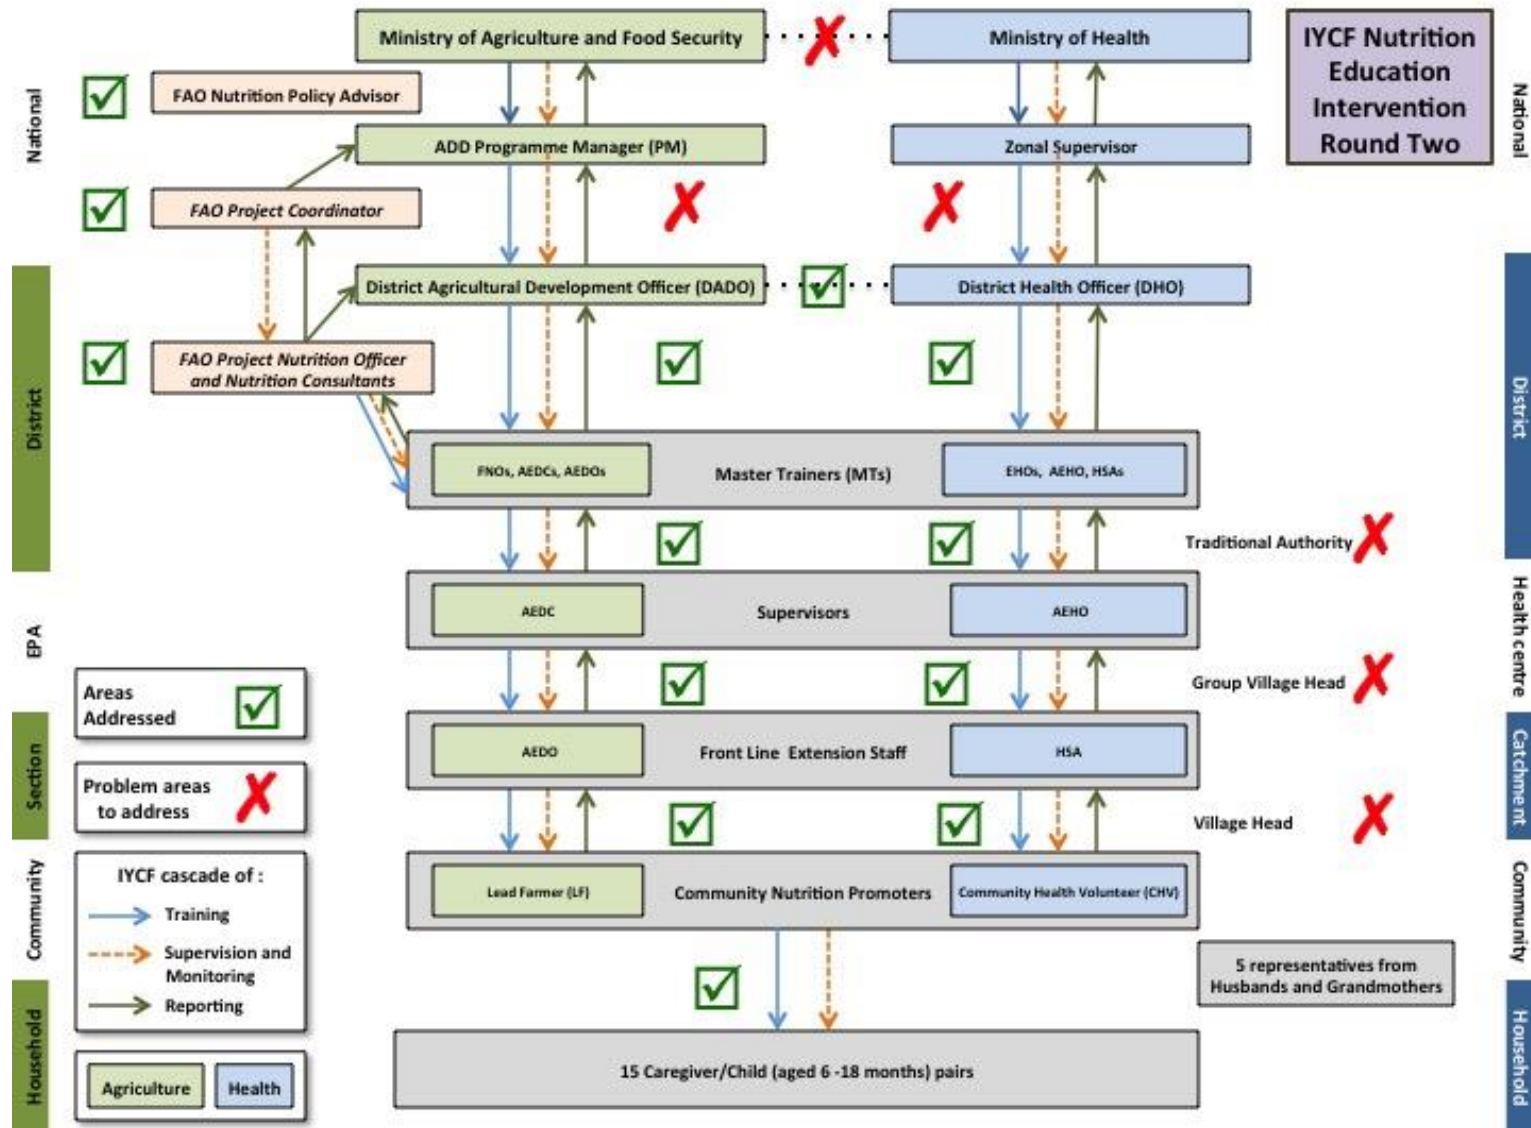 Ministry of Agriculture and Food Security
Ministry of Health
IYCF Nutrition
Education
Intervention
Round Two
National
National
FAO Nutrition Policy Advisor
ADD Programme Manager (PM)
Zonal Supervisor
FAO Project Coordinator
District Agricultural Development Officer (DADO)
District Health Officer (DHO)
FAO Project Nutrition Officer
and Nutrition Consultants
District
District
FNOs, AEDCs, AEDOs
Master Trainers (MTs)
EHOs, AEHO, HSAs
Traditional Authority
AEDC
Supervisors
AEHO
EPA
Health centre
Group Village Head
Areas
Addressed
AEDO
Front Line Extension Staff
HSA
Section
Catchment
Problem areas
to address
Village Head
IYCF cascade of :
Training
Supervision and
Monitoring
Reporting
Lead Farmer (LF)
Community Nutrition Promoters
Community Health Volunteer (CHV)
Community
Community
5 representatives from
Husbands and Grandmothers
Household
Household
15 Caregiver/Child (aged 6 -18 months) pairs
Agriculture
Health